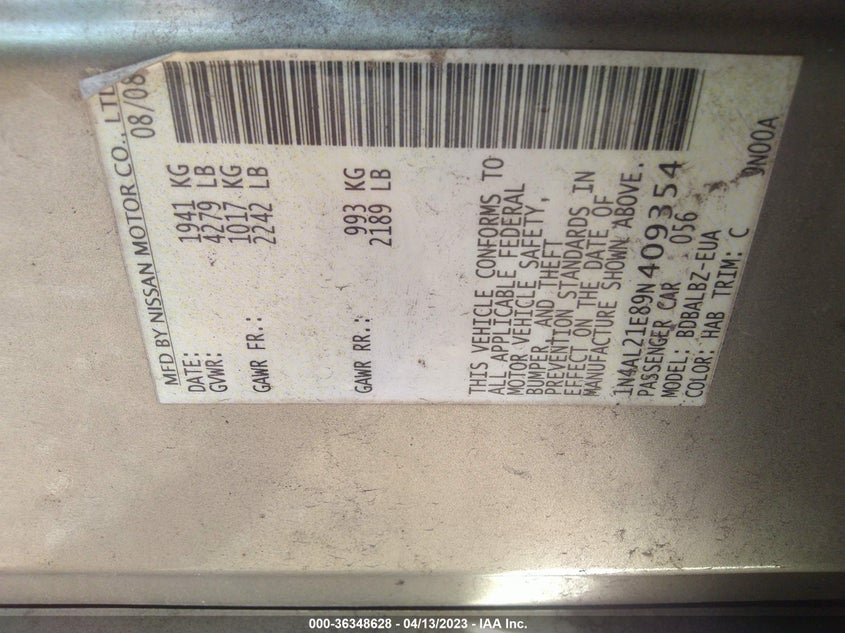 MFD BY NISSAN MOTOR CO., LTD
DATE: 08/08
GVWR: 1941 KG
4279 LB
GAWR FR.: 1017 KG
2242 LB
GAWR RR.: 993 KG
2189 LB
THIS VEHICLE CONFORMS TO
ALL APPLICABLE FEDERAL
MOTOR VEHICLE SAFETY,
BUMPER, AND THEFT
PREVENTION STANDARDS IN
EFFECT ON THE DATE OF
MANUFACTURE SHOWN ABOVE.
1N4AL21E89N409354
PASSENGER CAR 056
MODEL: BDBALBZ-EUA
COLOR: HAB TRIM: C
9N00A
000-36348628 - 04/13/2023 - IAA Inc.